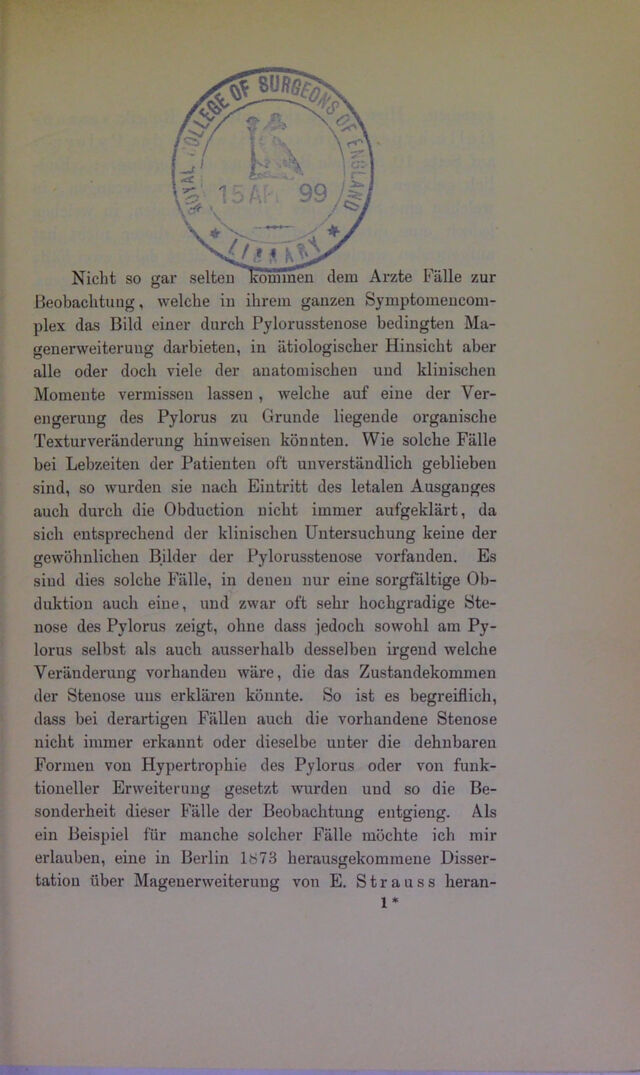 ROYAL COLLEGE OF SURGEONS OF ENGLAND
15 AP 99
* LIBRARY *
Nicht so gar selten kommen dem Arzte Fälle zur
Beobachtung, welche in ihrem ganzen Symptomencom-
plex das Bild einer durch Pylorusstenose bedingten Ma-
generweiterung darbieten, in ätiologischer Hinsicht aber
alle oder doch viele der anatomischen und klinischen
Momente vermissen lassen, welche auf eine der Ver-
engerung des Pylorus zu Grunde liegende organische
Texturveränderung hinweisen könnten. Wie solche Fälle
bei Lebzeiten der Patienten oft unverständlich geblieben
sind, so wurden sie nach Eintritt des letalen Ausganges
auch durch die Obduction nicht immer aufgeklärt, da
sich entsprechend der klinischen Untersuchung keine der
gewöhnlichen Bilder der Pylorusstenose vorfanden. Es
sind dies solche Fälle, in denen nur eine sorgfältige Ob-
duktion auch eine, und zwar oft sehr hochgradige Ste-
nose des Pylorus zeigt, ohne dass jedoch sowohl am Py-
lorus selbst als auch ausserhalb desselben irgend welche
Veränderung vorhanden wäre, die das Zustandekommen
der Stenose uns erklären könnte. So ist es begreiflich,
dass bei derartigen Fällen auch die vorhandene Stenose
nicht immer erkannt oder dieselbe unter die dehnbaren
Formen von Hypertrophie des Pylorus oder von funk-
tioneller Erweiterung gesetzt wurden und so die Be-
sonderheit dieser Fälle der Beobachtung entgieng. Als
ein Beispiel für manche solcher Fälle möchte ich mir
erlauben, eine in Berlin 1873 herausgekommene Disser-
tation über Magenerweiterung von E. Strauss heran-
1*